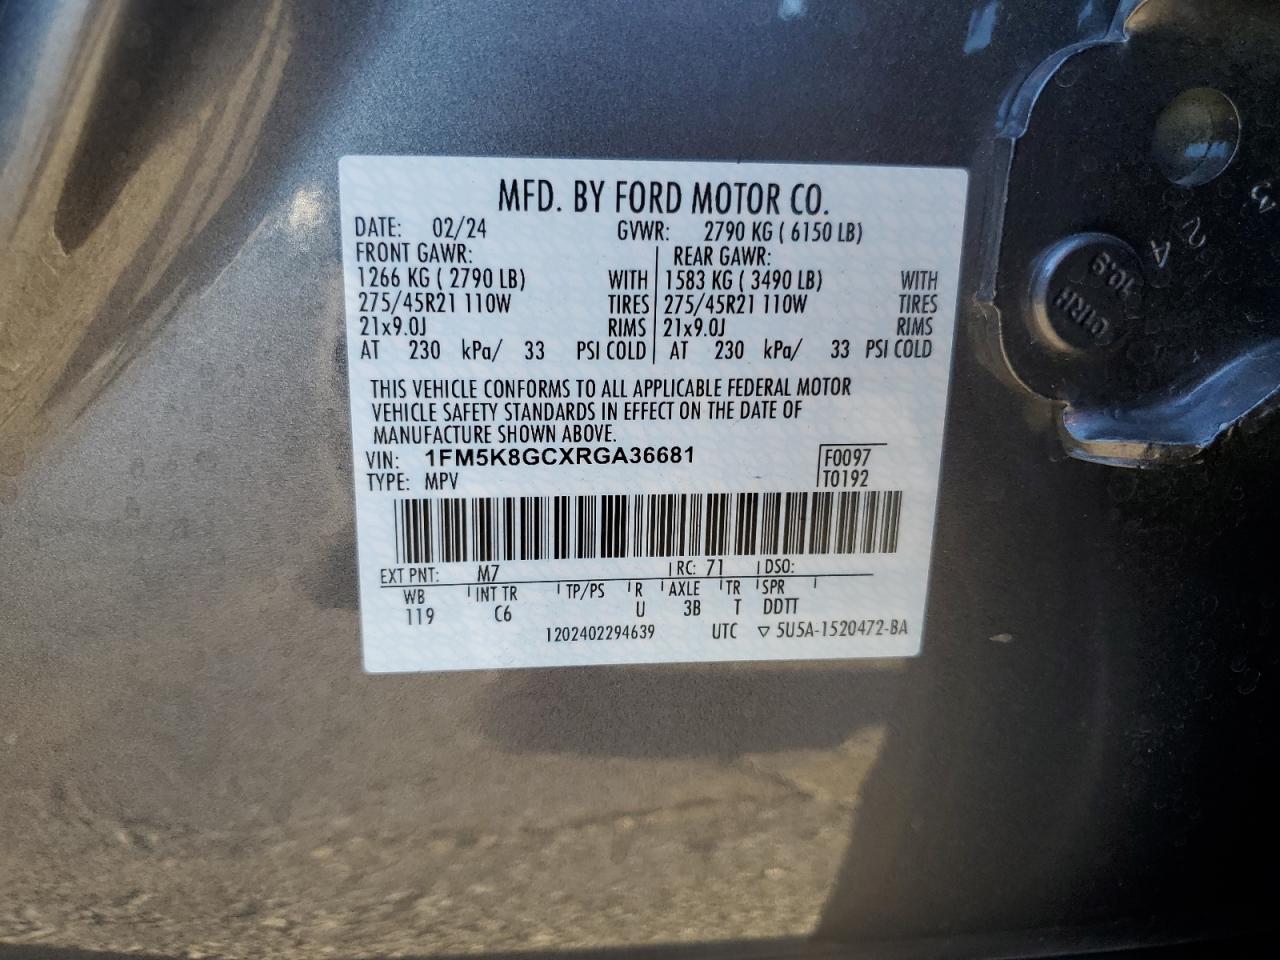 MFD. BY FORD MOTOR CO.
DATE: 02/24 GVWR: 2790 KG ( 6150 LB)
FRONT GAWR: REAR GAWR:
1266 KG ( 2790 LB) WITH 1583 KG ( 3490 LB) WITH
275/45R21 110W TIRES 275/45R21 110W TIRES
21x9.0J RIMS 21x9.0J RIMS
AT 230 kPa/ 33 PSI COLD AT 230 kPa/ 33 PSI COLD
THIS VEHICLE CONFORMS TO ALL APPLICABLE FEDERAL MOTOR
VEHICLE SAFETY STANDARDS IN EFFECT ON THE DATE OF
MANUFACTURE SHOWN ABOVE.
VIN: 1FM5K8GCXRGA36681 F0097
TYPE: MPV T0192
EXT PNT: M7 RC: 71 DSO:
WB INT TR TP/PS R AXLE TR SPR
119 C6 U 3B T DDTT
1202402294639 UTC ▽ 5U5A-1520472-BA
01RH
10.9